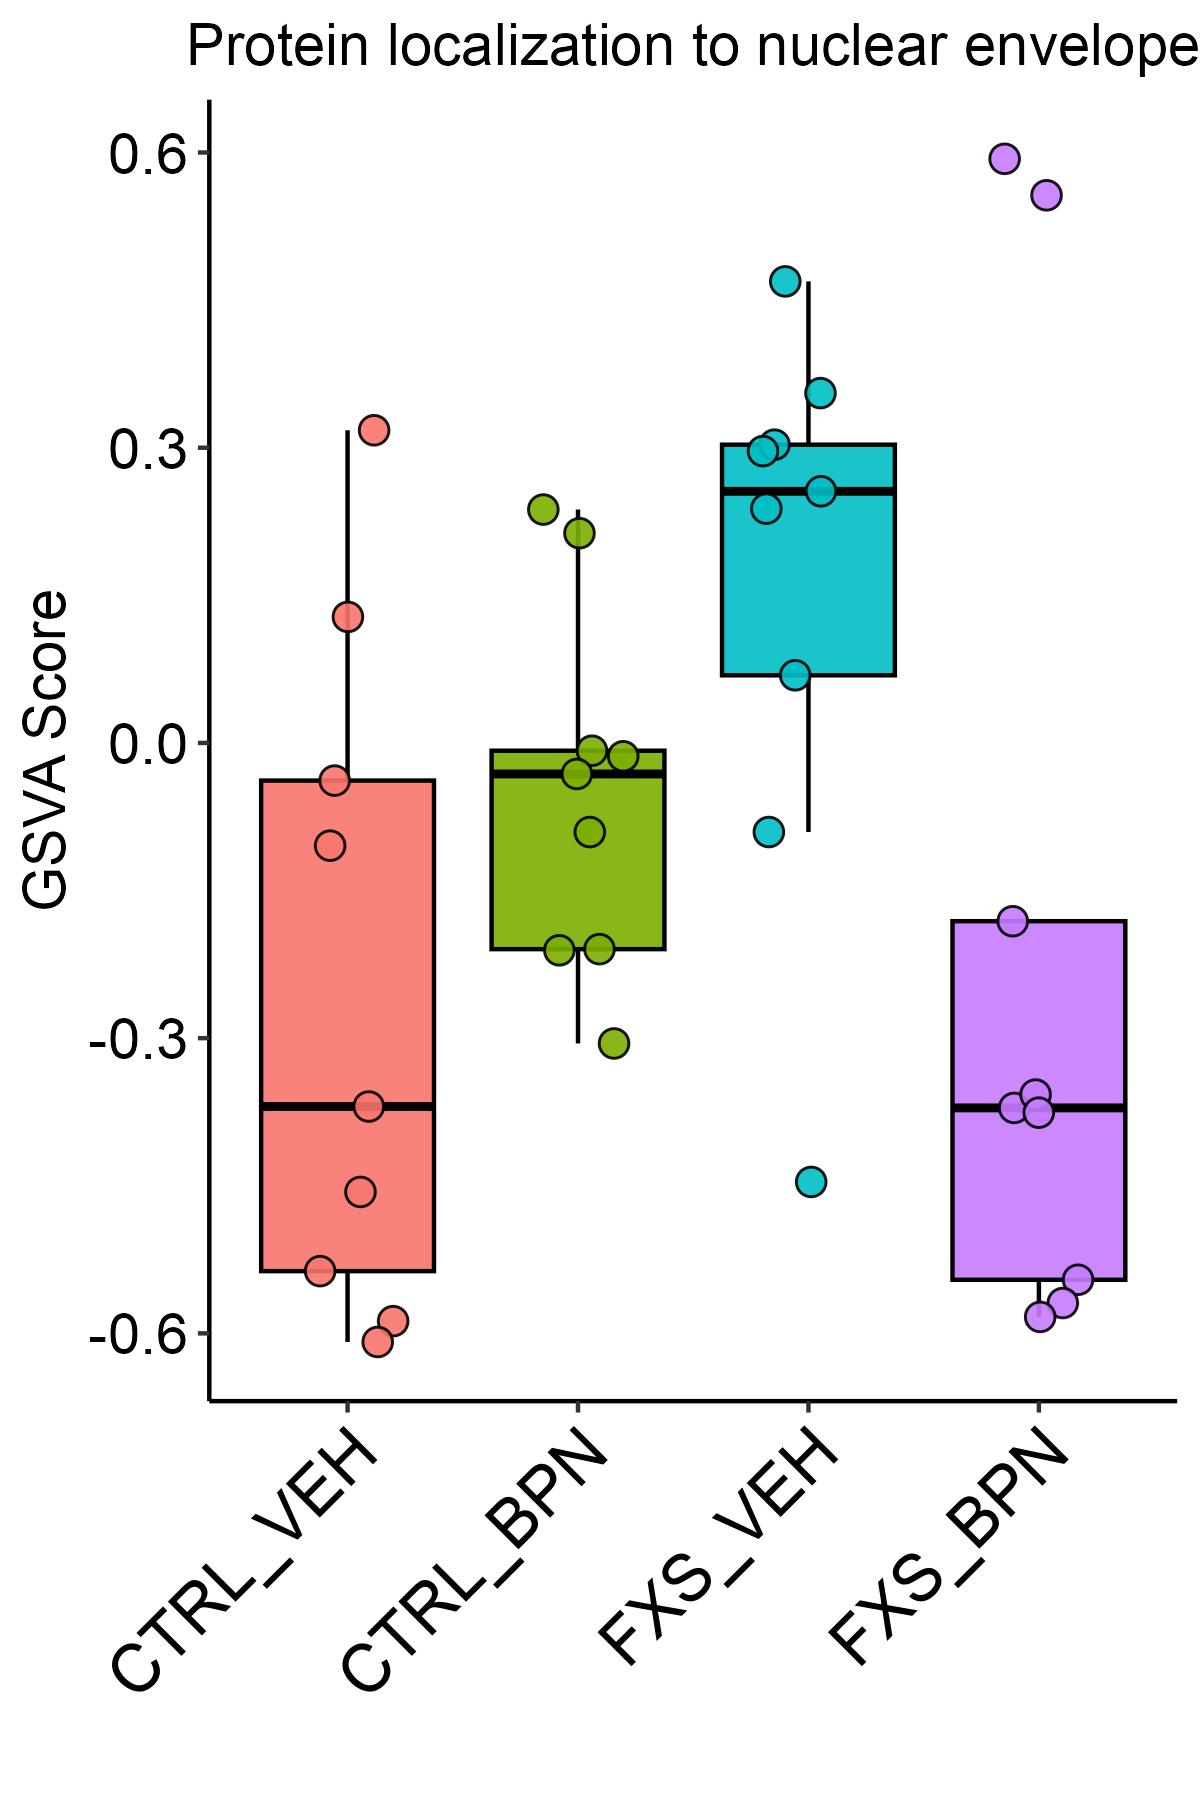 Protein localization to nuclear envelope
GSVA Score
0.6
0.3
0.0
-0.3
-0.6
CTRL_VEH
CTRL_BPN
FXS_VEH
FXS_BPN